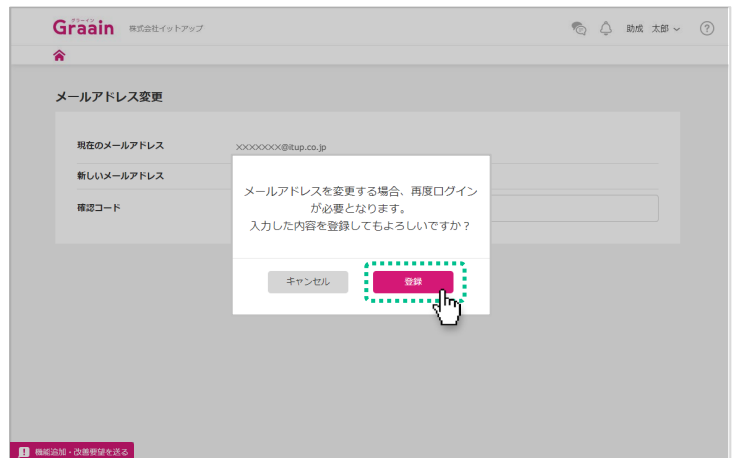 グラーイン
Graain 株式会社イットアップ 助成 太郎
メールアドレス変更
現在のメールアドレス XXXXXXX@itup.co.jp
新しいメールアドレス
確認コード
メールアドレスを変更する場合、再度ログイン
が必要となります。
入力した内容を登録してもよろしいですか？
キャンセル 登録
機能追加・改善要望を送る